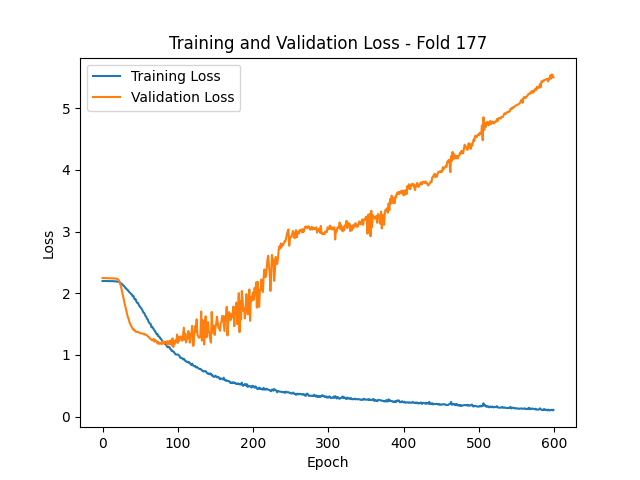 Training and Validation Loss - Fold 177
Training Loss
Validation Loss
Loss
5
4
3
2
1
0
0 100 200 300 400 500 600
Epoch